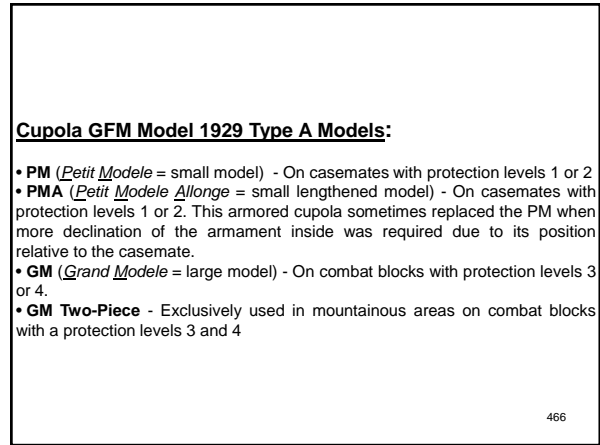 Cupola GFM Model 1929 Type A Models:
• PM (Petit Modele = small model)  - On casemates with protection levels 1 or 2
• PMA (Petit Modele Allonge = small lengthened model) - On casemates with
protection levels 1 or 2. This armored cupola sometimes replaced the PM when
more declination of the armament inside was required due to its position
relative to the casemate.
• GM (Grand Modele = large model) - On combat blocks with protection levels 3
or 4.
• GM Two-Piece - Exclusively used in mountainous areas on combat blocks
with a protection levels 3 and 4
466